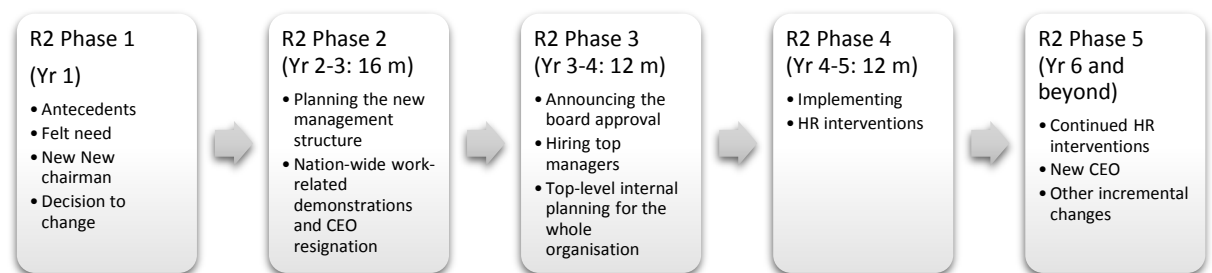 R2 Phase 1
(Yr 1)
• Antecedents
• Felt need
• New New
chairman
• Decision to
change
R2 Phase 2
(Yr 2-3: 16 m)
• Planning the new
management
structure
• Nation-wide work-
related
demonstrations
and CEO
resignation
R2 Phase 3
(Yr 3-4: 12 m)
• Announcing the
board approval
• Hiring top
managers
• Top-level internal
planning for the
whole
organisation
R2 Phase 4
(Yr 4-5: 12 m)
• Implementing
• HR interventions
R2 Phase 5
(Yr 6 and
beyond)
• Continued HR
interventions
• New CEO
• Other incremental
changes